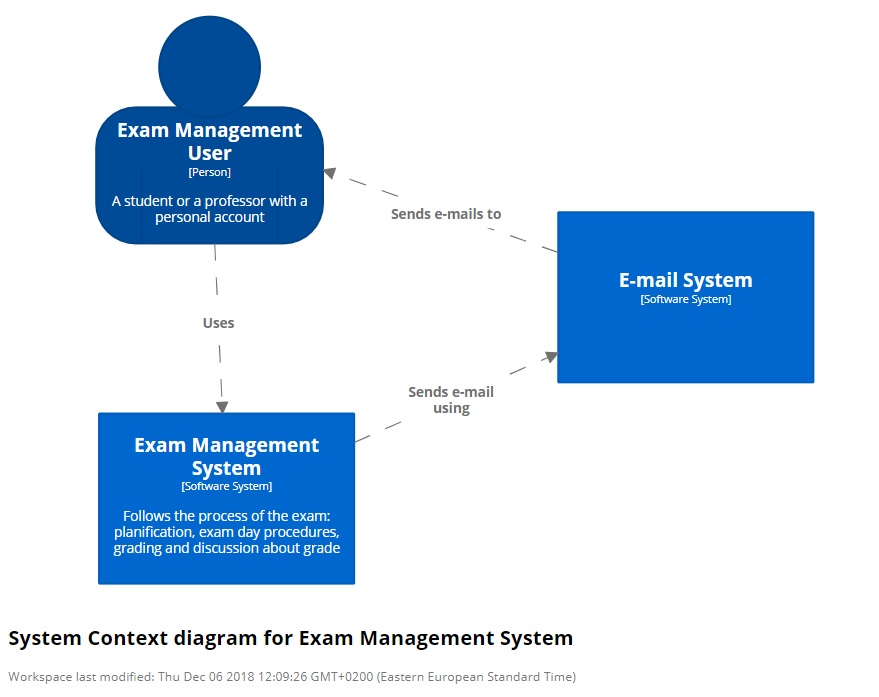 Exam Management
User
[Person]
A student or a professor with a
personal account
Sends e-mails to
E-mail System
[Software System]
Uses
Sends e-mail
using
Exam Management
System
[Software System]
Follows the process of the exam:
planification, exam day procedures,
grading and discussion about grade
System Context diagram for Exam Management System
Workspace last modified: Thu Dec 06 2018 12:09:26 GMT+0200 (Eastern European Standard Time)